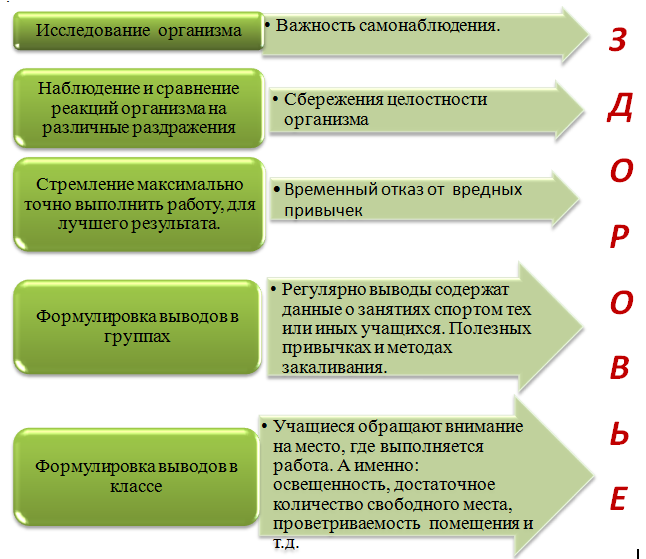 Исследование организма
• Важность самонаблюдения.
Наблюдение и сравнение
реакций организма на
различные раздражения
• Сбережения целостности
организма
Стремление максимально
точно выполнить работу, для
лучшего результата.
• Временный отказ от вредных
привычек
Формулировка выводов в
группах
• Регулярно выводы содержат
данные о занятиях спортом тех
или иных учащихся. Полезных
привычках и методах
закаливания.
Формулировка выводов в
классе
• Учащиеся обращают внимание
на место, где выполняется
работа. А именно:
освещенность, достаточное
количество свободного места,
проветриваемость помещения и
т.д.
З
Д
О
Р
О
В
Ь
Е